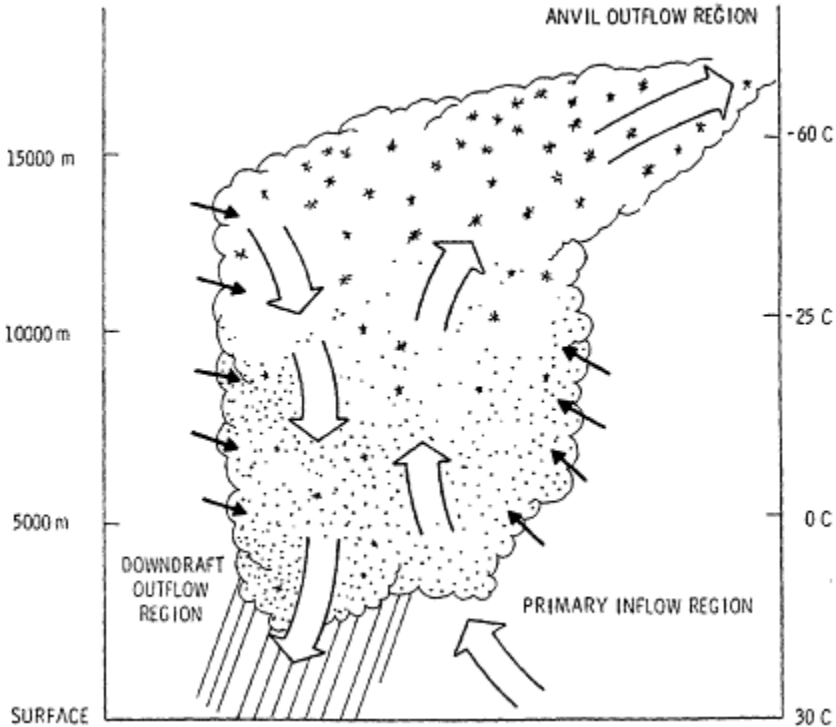 ANVIL OUTFLOW REGION
15000 m
-60 C
10000 m
-25 C
5000 m
0 C
DOWNDRAFT
OUTFLOW
REGION
PRIMARY INFLOW REGION
SURFACE
30 C